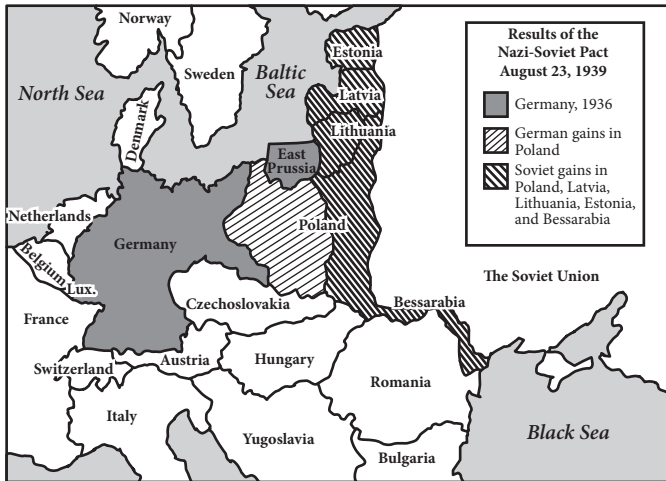 Norway
Sweden
North Sea
Baltic
Sea
Denmark
Estonia
Latvia
Lithuania
East
Prussia
Netherlands
Belgium
Lux.
Germany
Poland
Czechoslovakia
France
Switzerland
Austria
Hungary
Italy
Yugoslavia
Romania
Bulgaria
Bessarabia
The Soviet Union
Black Sea
Results of the
Nazi-Soviet Pact
August 23, 1939
Germany, 1936
German gains in
Poland
Soviet gains in
Poland, Latvia,
Lithuania, Estonia,
and Bessarabia